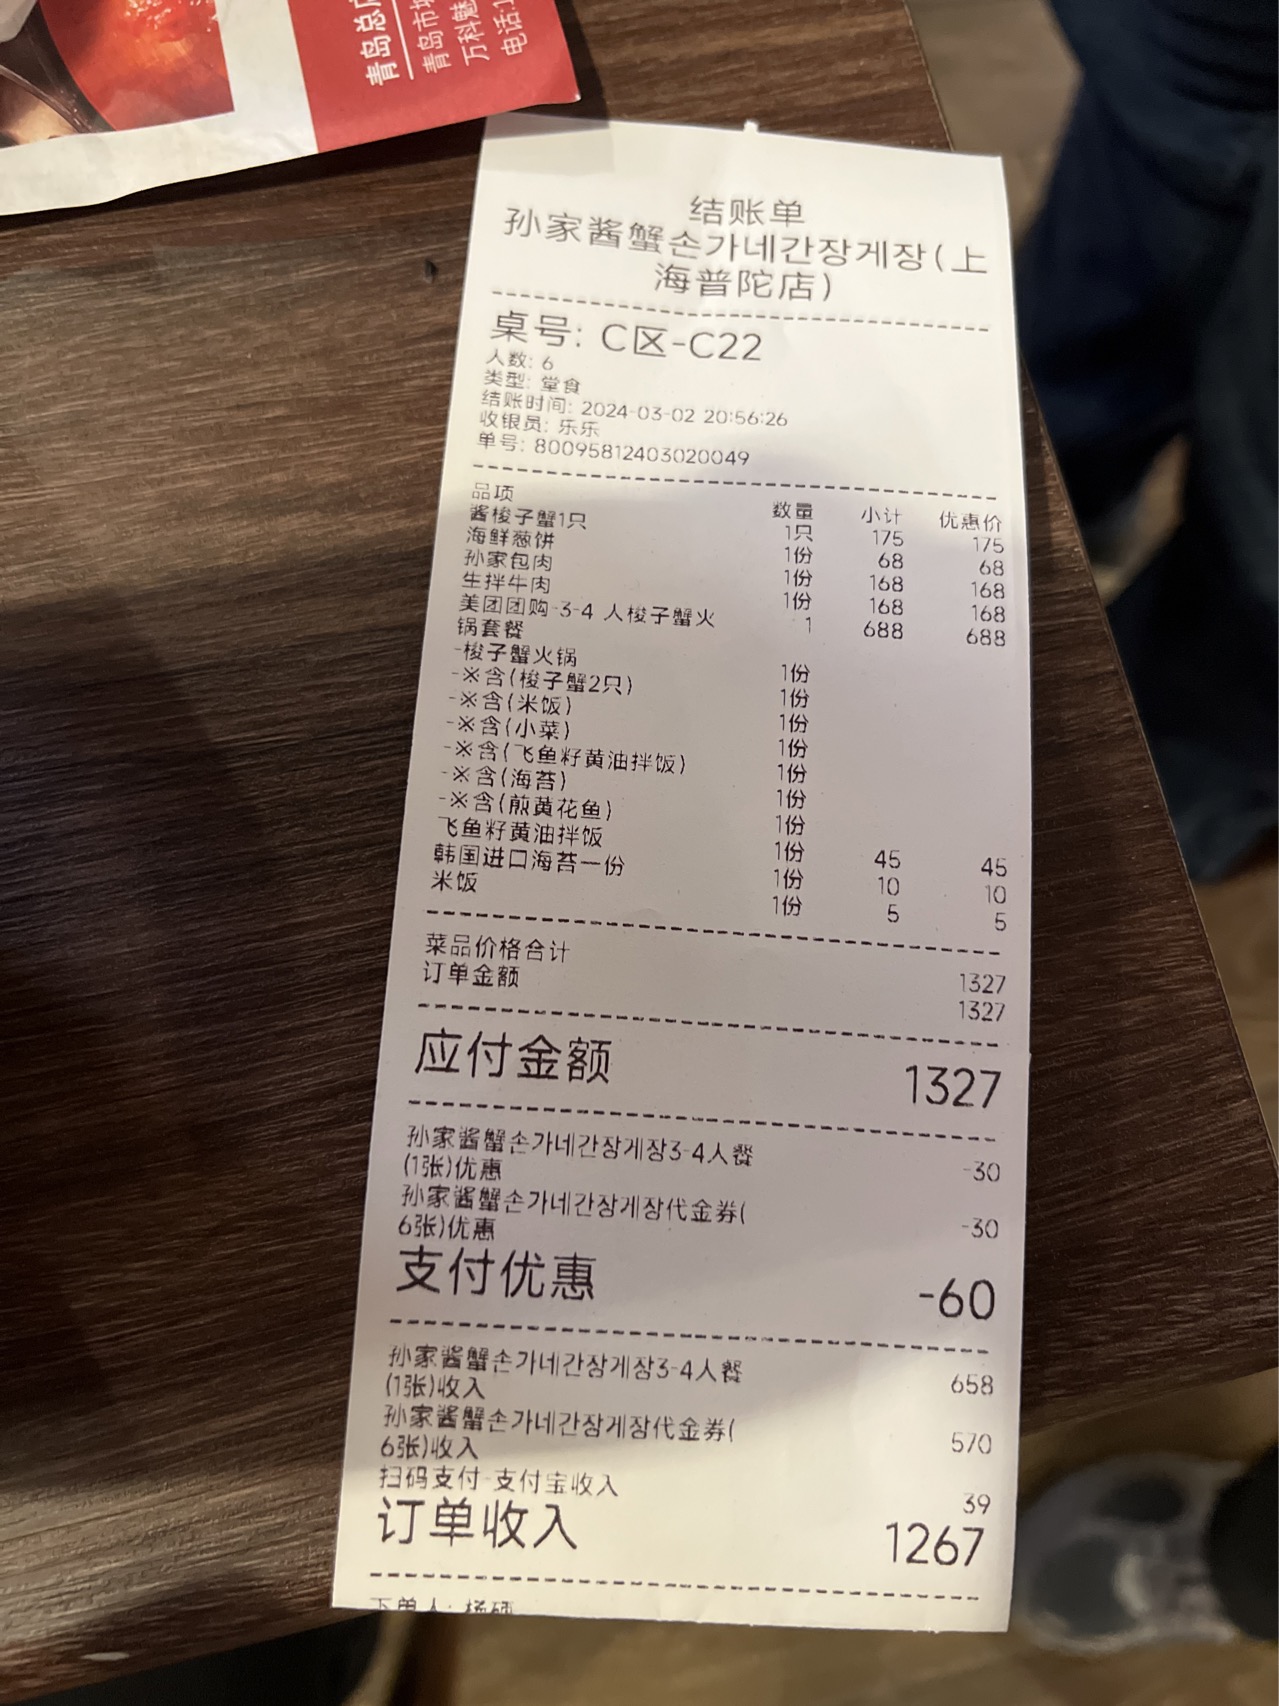 青岛总
青岛市
万科魅
电话1
结账单
孙家酱蟹손가네간장게장(上
海普陀店)
桌号: C区-C22
人数: 6
类型: 堂食
结账时间: 2024-03-02 20:56:26
收银员: 乐乐
单号: 80095812403020049
品项 数量 小计 优惠价
酱梭子蟹1只 1只 175 175
海鲜葱饼 1份 68 68
孙家包肉 1份 168 168
生拌牛肉 1份 168 168
美团团购-3-4 人梭子蟹火 1 688 688
锅套餐
-梭子蟹火锅 1份
-※含(梭子蟹2只) 1份
-※含(米饭) 1份
-※含(小菜) 1份
-※含(飞鱼籽黄油拌饭) 1份
-※含(海苔) 1份
-※含(煎黄花鱼) 1份
飞鱼籽黄油拌饭 1份 45 45
韩国进口海苔一份 1份 10 10
米饭 1份 5 5
菜品价格合计 1327
订单金额 1327
应付金额 1327
孙家酱蟹손가네간장게장3-4人餐 -30
(1张)优惠
孙家酱蟹손가네간장게장代金券( -30
6张)优惠
支付优惠 -60
孙家酱蟹손가네간장게장3-4人餐 658
(1张)收入
孙家酱蟹손가네간장게장代金券( 570
6张)收入
扫码支付-支付宝收入 39
订单收入 1267
下单人: